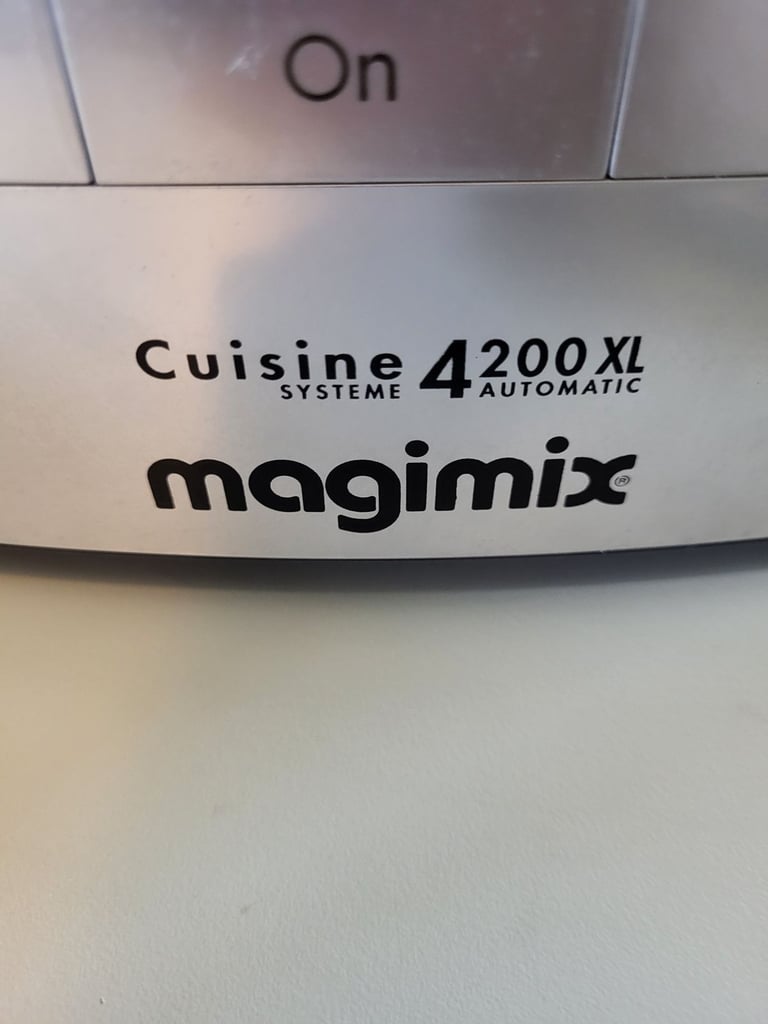 On
Cuisine 4200 XL
SYSTEME AUTOMATIC
magimix®